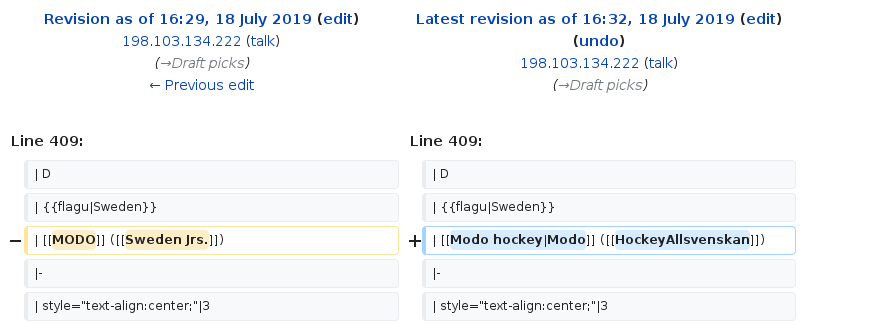 Revision as of 16:29, 18 July 2019 (edit)
198.103.134.222 (talk)
(→Draft picks)
← Previous edit
Latest revision as of 16:32, 18 July 2019 (edit)
(undo)
198.103.134.222 (talk)
(→Draft picks)
Line 409:
Line 409:
| D
| D
| {{flagu|Sweden}}
| {{flagu|Sweden}}
− | [[MODO]] ([[Sweden Jrs.]])
+ | [[Modo hockey|Modo]] ([[HockeyAllsvenskan]])
|-
|-
| style="text-align:center;"|3
| style="text-align:center;"|3